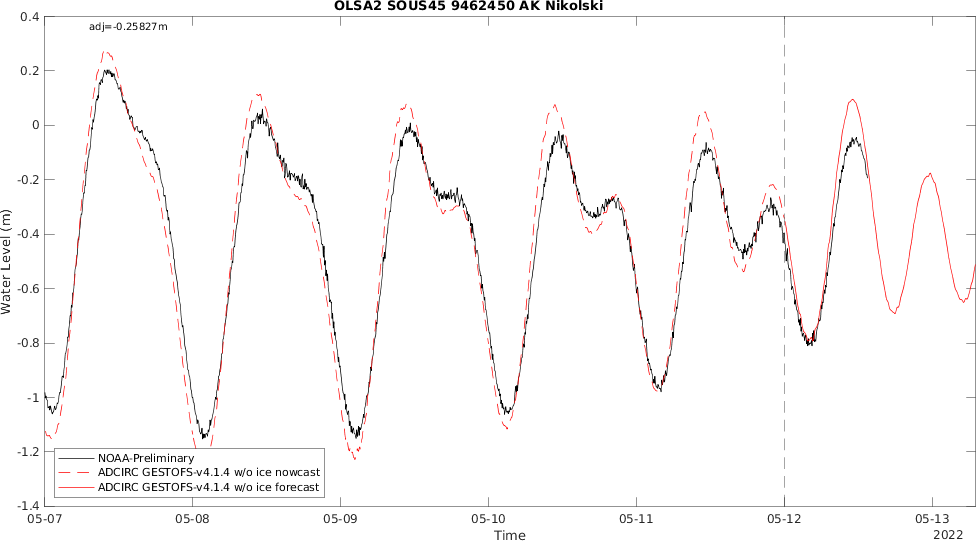 OLSA2 SOUS45 9462450 AK Nikolski
adj=-0.25827m
0.4
0.2
0
-0.2
-0.4
-0.6
-0.8
-1
-1.2
-1.4
Water Level (m)
NOAA-Preliminary
ADCIRC GESTOFS-v4.1.4 w/o ice nowcast
ADCIRC GESTOFS-v4.1.4 w/o ice forecast
05-07 05-08 05-09 05-10 05-11 05-12 05-13
Time
2022